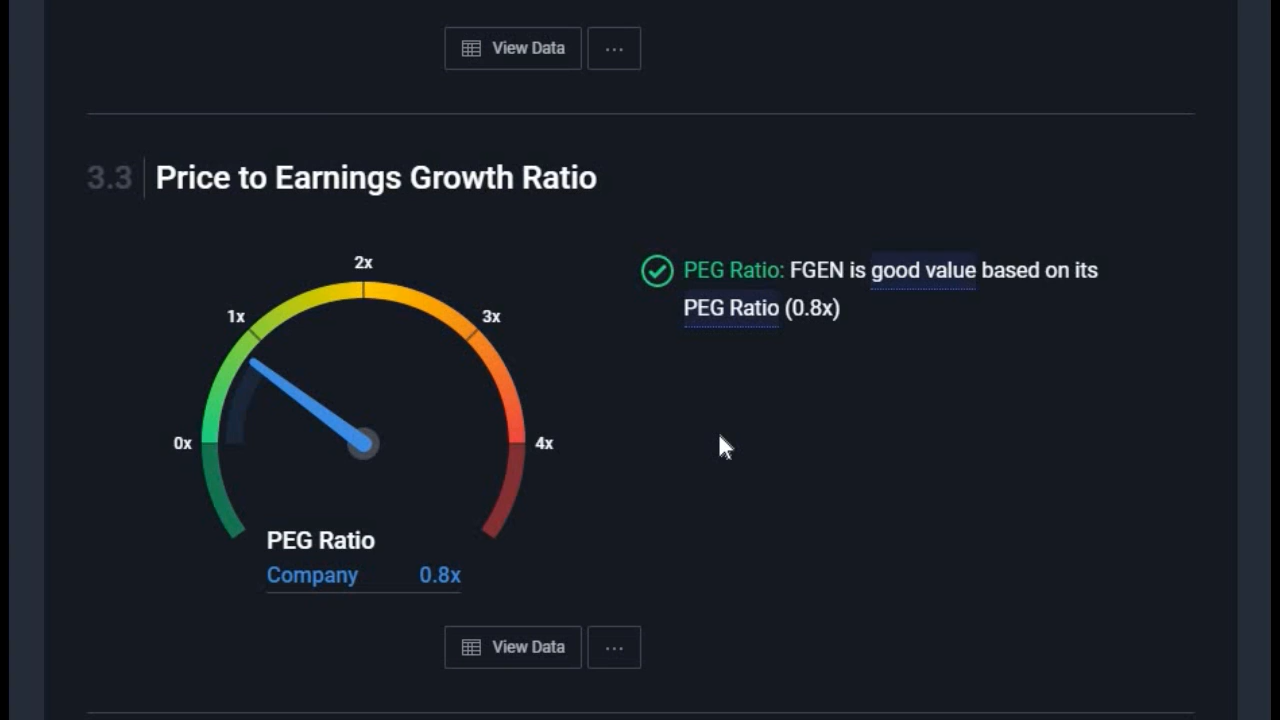 View Data ...
3.3 Price to Earnings Growth Ratio
2x
1x
3x
0x
4x
PEG Ratio
Company 0.8x
PEG Ratio: FGEN is good value based on its
PEG Ratio (0.8x)
View Data ...